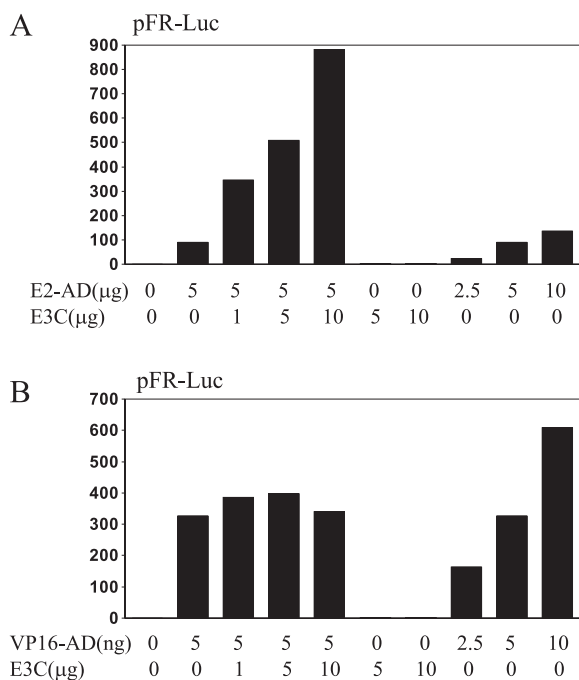 A
pFR-Luc
900
800
700
600
500
400
300
200
100
0
E2-AD(µg) 0 5 5 5 5 0 0 2.5 5 10
E3C(µg) 0 0 1 5 10 5 10 0 0 0
B
pFR-Luc
700
600
500
400
300
200
100
0
VP16-AD(ng) 0 5 5 5 5 0 0 2.5 5 10
E3C(µg) 0 0 1 5 10 5 10 0 0 0